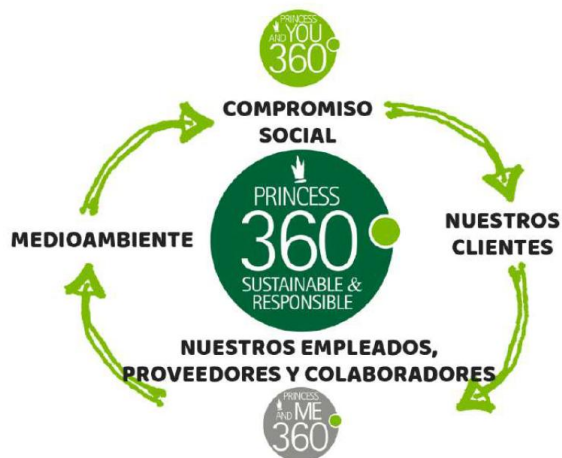 PRINCESS
AND YOU
360°
COMPROMISO
SOCIAL
PRINCESS
360
SUSTAINABLE &
RESPONSIBLE
MEDIOAMBIENTE
NUESTROS
CLIENTES
NUESTROS EMPLEADOS,
PROVEEDORES Y COLABORADORES
PRINCESS
AND ME
360°